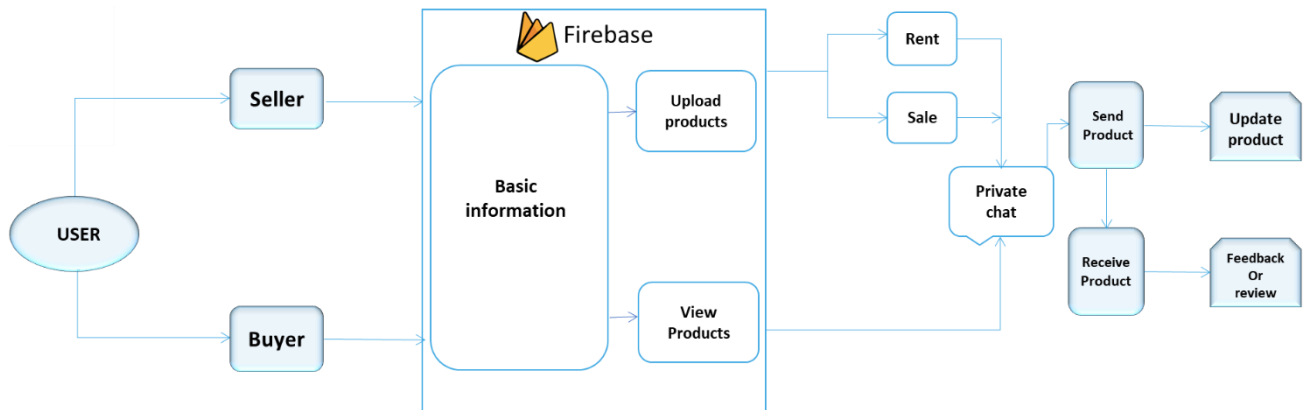 Firebase
Rent
Seller
Upload
products
Sale
Send
Product
Update
product
Basic
information
Private
chat
USER
Receive
Product
Feedback
Or
review
View
Products
Buyer